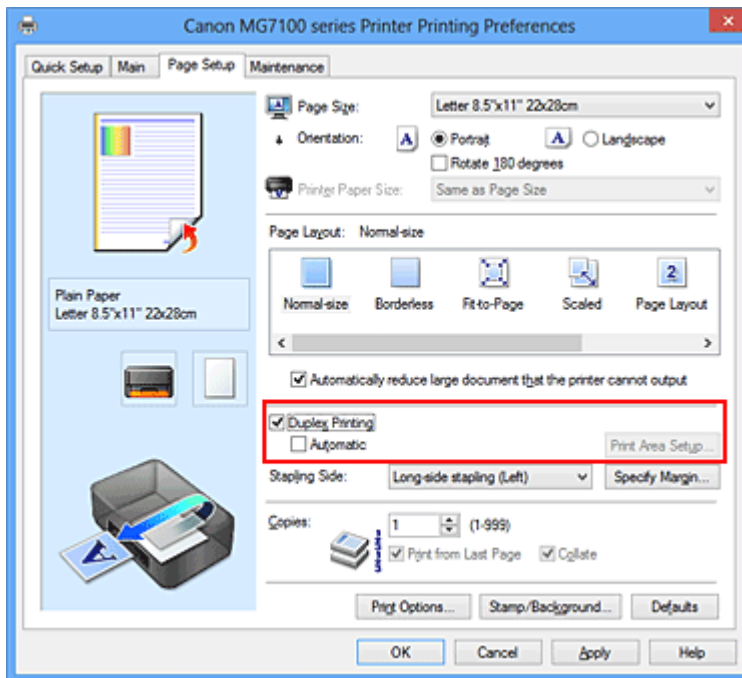 Canon MG7100 series Printer Printing Preferences
Quick Setup Main Page Setup Maintenance
Page Size: Letter 8.5"x11" 22x28cm
Orientation: A Portrait A Landscape
Rotate 180 degrees
Printer Paper Size: Same as Page Size
Page Layout: Normal-size
2
Normal-size Borderless Fit-to-Page Scaled Page Layout
Plain Paper
Letter 8.5"x11" 22x28cm
Automatically reduce large document that the printer cannot output
Duplex Printing
Automatic Print Area Setup...
Stapling Side: Long-side stapling (Left) Specify Margin...
Copies: 1 (1-999)
Print from Last Page Collate
A
Print Options... Stamp/Background... Defaults
OK Cancel Apply Help